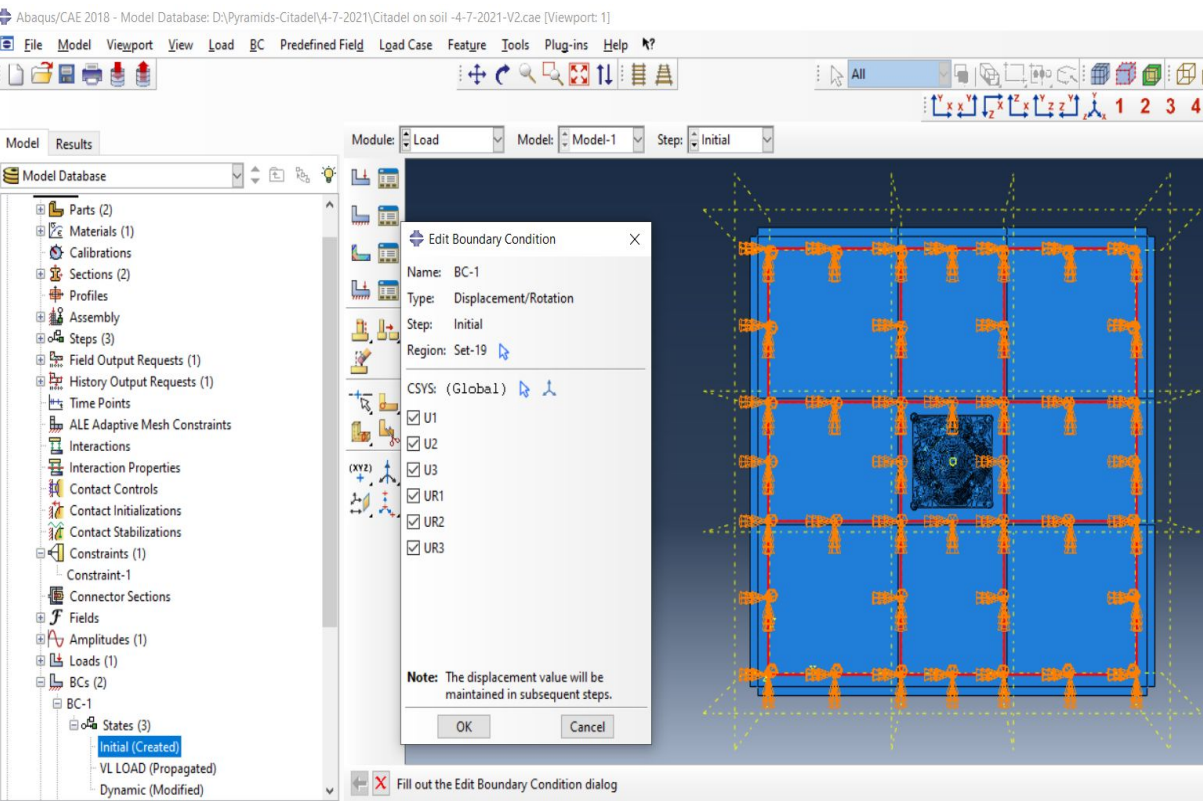 Abaqus/CAE 2018 - Model Database: D:\Pyramids-Citadel\4-7-2021\Citadel on soil -4-7-2021-V2.cae [Viewport: 1]
File Model Viewport View Load BC Predefined Field Load Case Feature Tools Plug-ins Help
All
1 2 3 4
Model Results
Module: Load Model: Model-1 Step: Initial
Model Database
Parts (2)
Materials (1)
Calibrations
Sections (2)
Profiles
Assembly
Steps (3)
Field Output Requests (1)
History Output Requests (1)
Time Points
ALE Adaptive Mesh Constraints
Interactions
Interaction Properties
Contact Controls
Contact Initializations
Contact Stabilizations
Constraints (1)
Constraint-1
Connector Sections
Fields
Amplitudes (1)
Loads (1)
BCs (2)
BC-1
States (3)
Initial (Created)
VL LOAD (Propagated)
Dynamic (Modified)
(XYZ)
Edit Boundary Condition
Name: BC-1
Type: Displacement/Rotation
Step: Initial
Region: Set-19
CSYS: (Global)
U1
U2
U3
UR1
UR2
UR3
Note: The displacement value will be
maintained in subsequent steps.
OK Cancel
Fill out the Edit Boundary Condition dialog